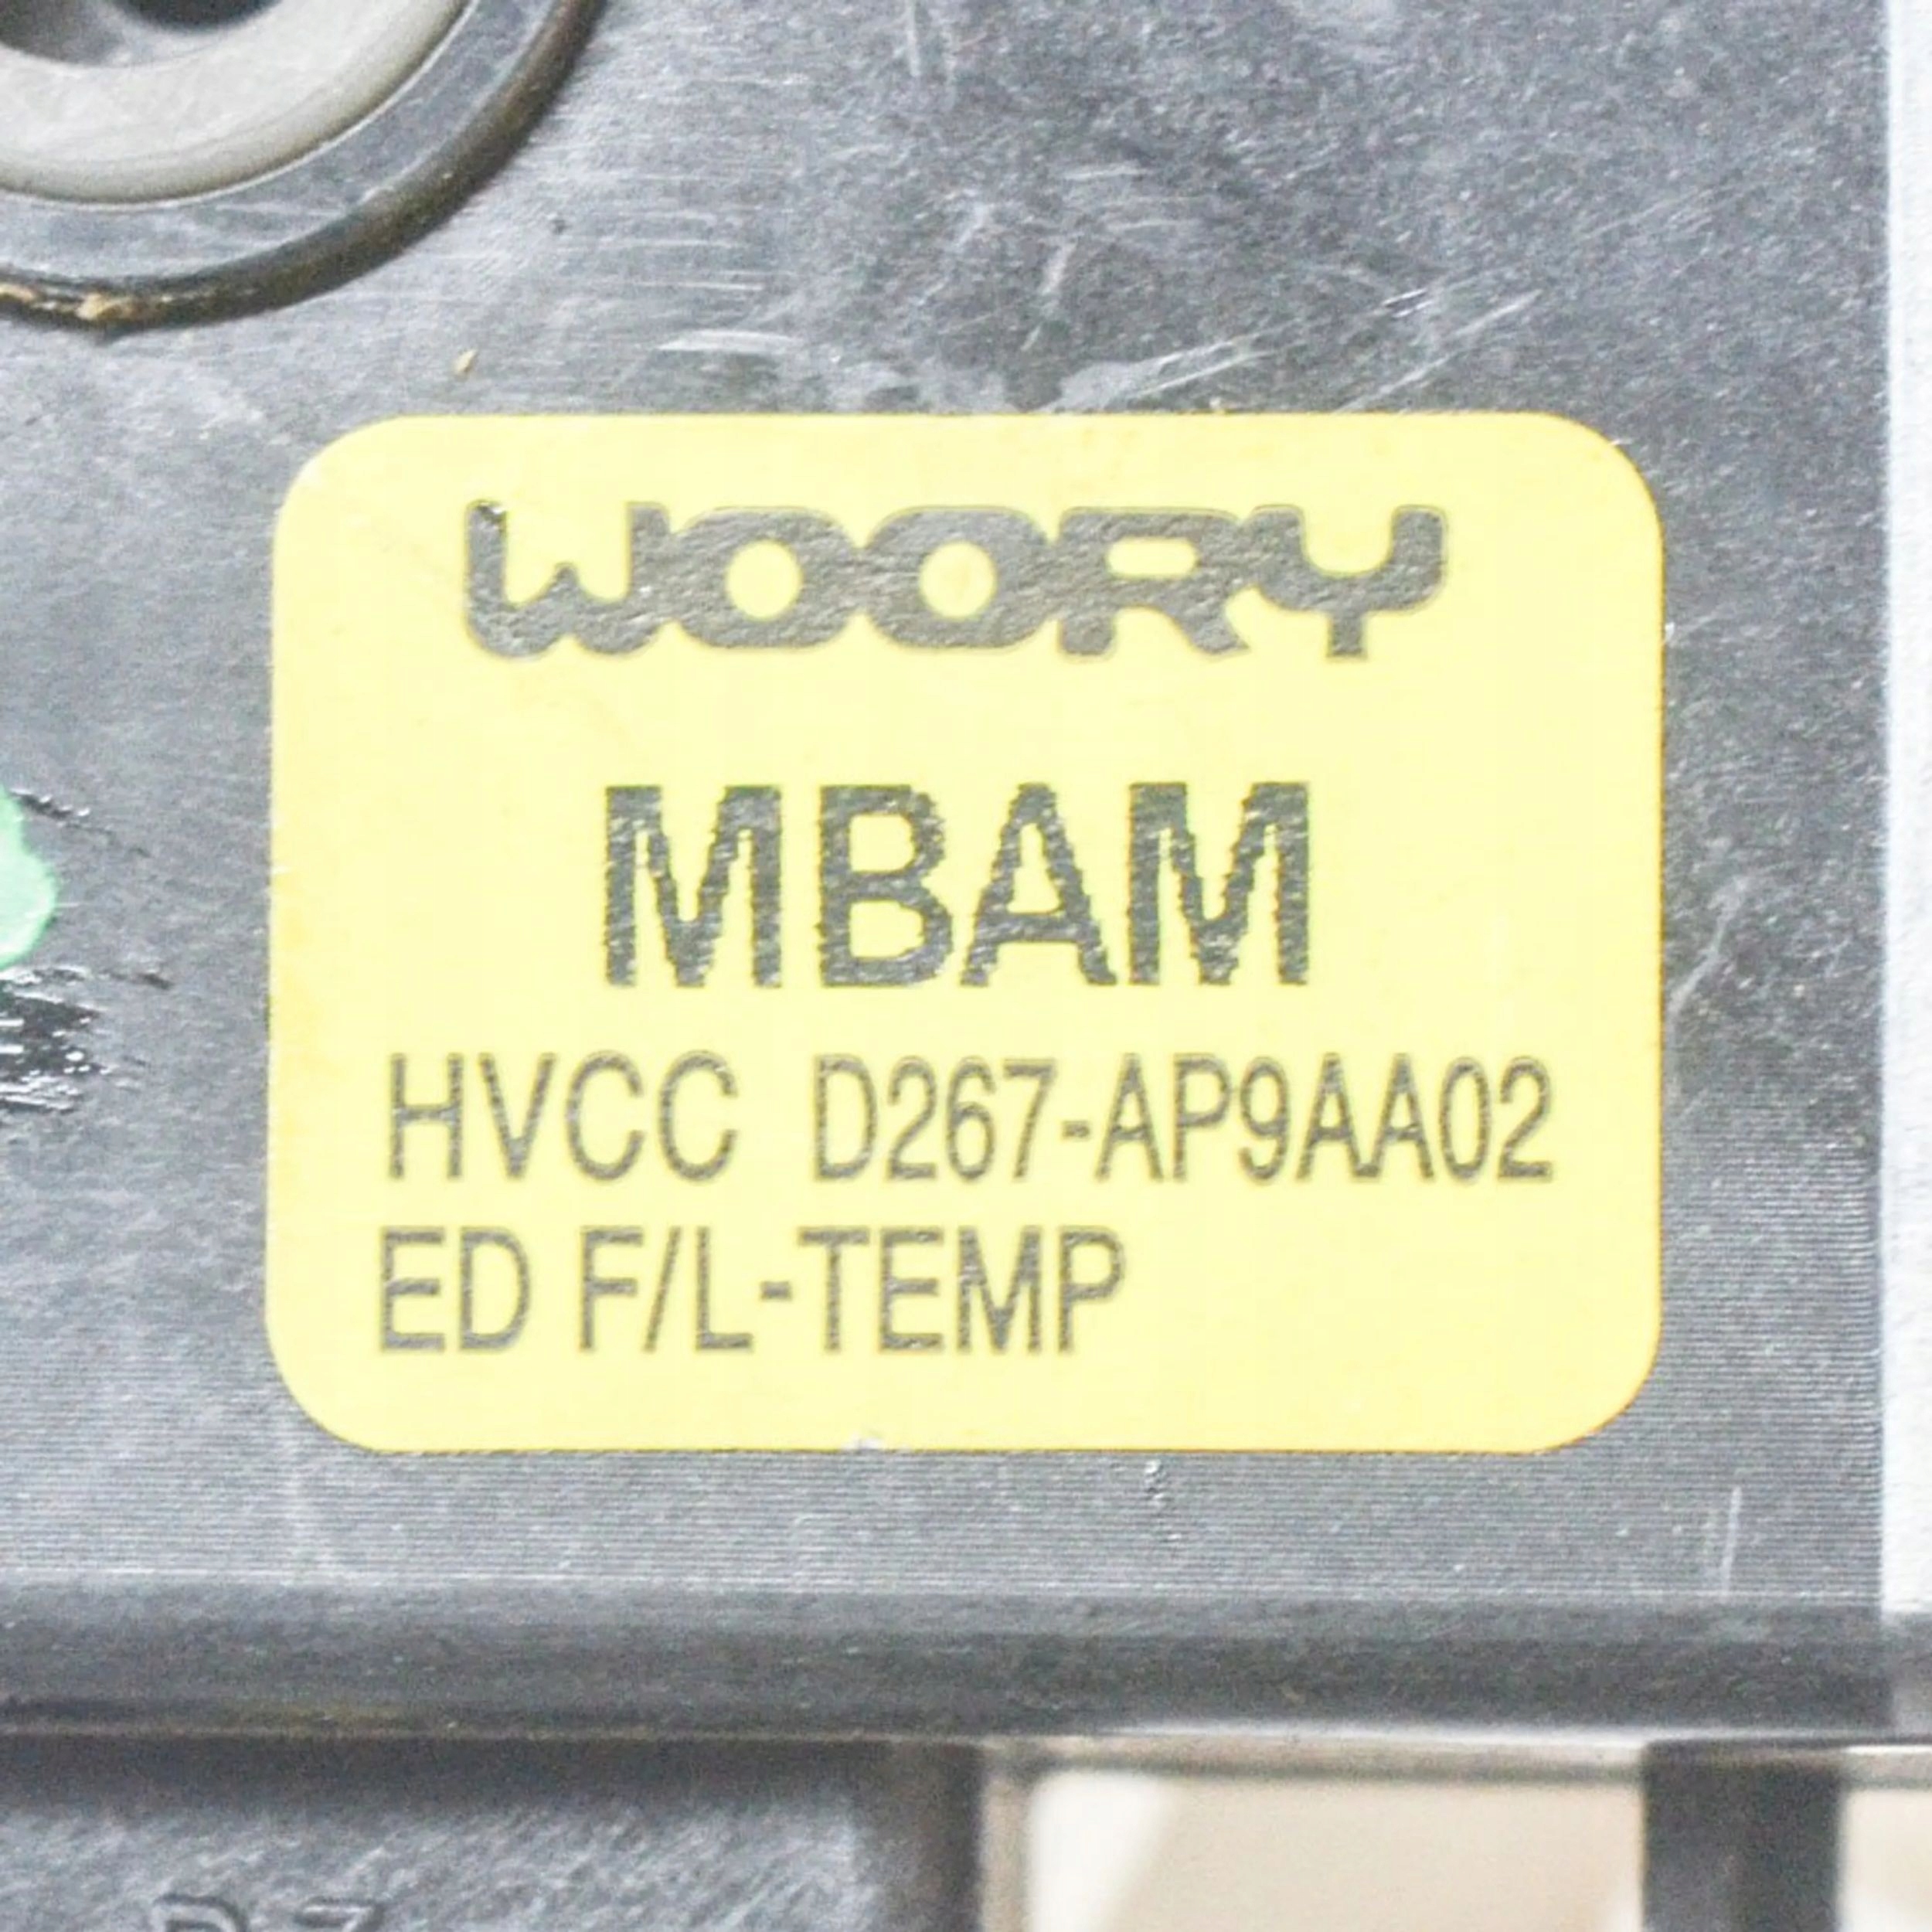 WOORY
MBAM
HVCC D267-AP9AA02
ED F/L-TEMP